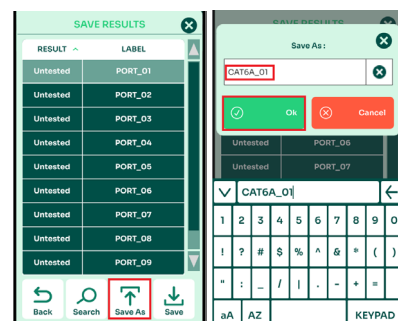 SAVE RESULTS
RESULT LABEL
Untested PORT_01
Untested PORT_02
Untested PORT_03
Untested PORT_04
Untested PORT_05
Untested PORT_06
Untested PORT_07
Untested PORT_08
Untested PORT_09
Back Search Save As Save
SAVE RESULTS
Save As :
CAT6A_01
Ok Cancel
Untested PORT_06
Untested PORT_07
CAT6A_01
1 2 3 4 5 6 7 8 9 0
! ? # $ % ^ & * ( )
" : _ / | . - + =
aA AZ KEYPAD